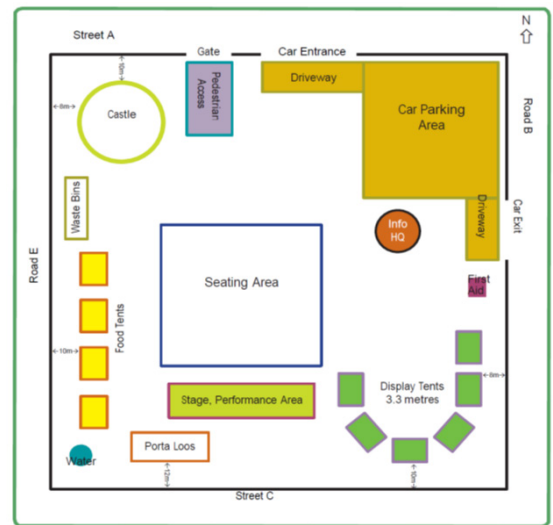 N
Street A
Gate
Car Entrance
←10m→
Driveway
Pedestrian
Access
Castle
←8m→
Car Parking
Area
Road B
Waste Bins
Driveway
Car Exit
Info
HQ
Road E
Seating Area
First
Aid
Food Tents
←10m→
←8m→
Display Tents
3.3 metres
Stage, Performance Area
Porta Loos
Water
←12m→
←10m→
Street C